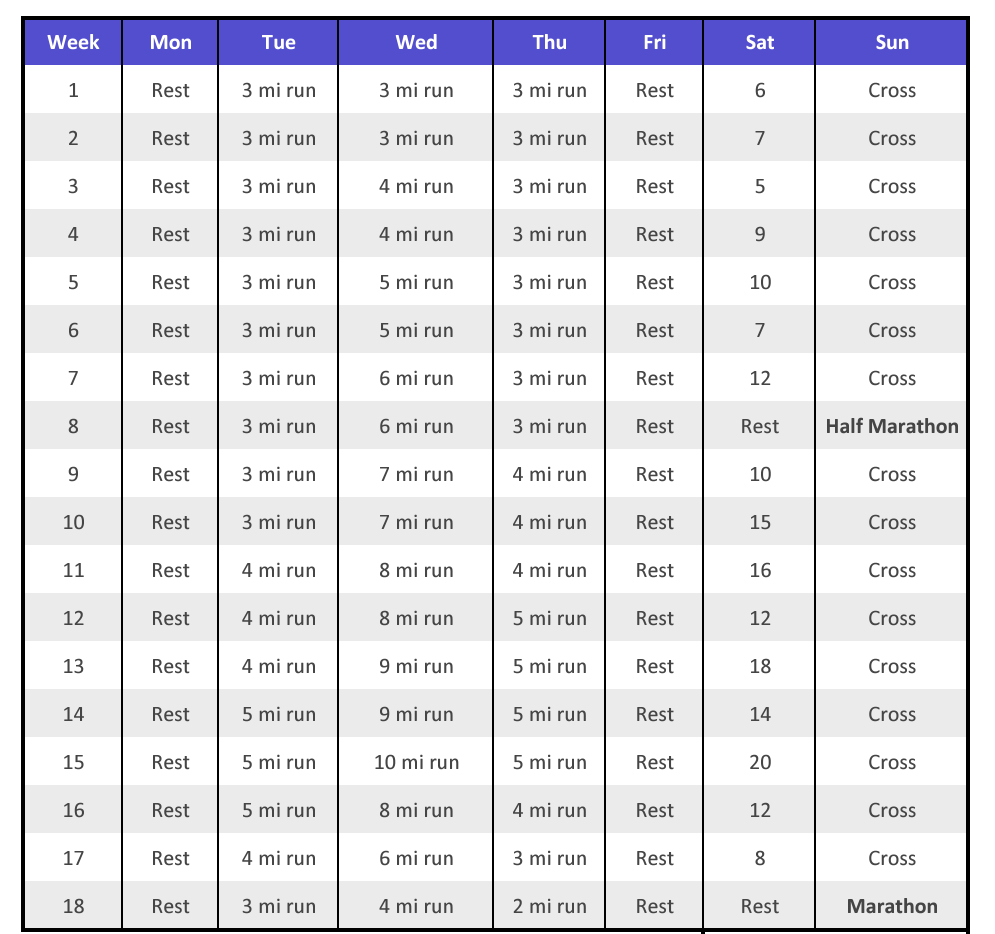 Week Mon Tue Wed Thu Fri Sat Sun
1 Rest 3 mi run 3 mi run 3 mi run Rest 6 Cross
2 Rest 3 mi run 3 mi run 3 mi run Rest 7 Cross
3 Rest 3 mi run 4 mi run 3 mi run Rest 5 Cross
4 Rest 3 mi run 4 mi run 3 mi run Rest 9 Cross
5 Rest 3 mi run 5 mi run 3 mi run Rest 10 Cross
6 Rest 3 mi run 5 mi run 3 mi run Rest 7 Cross
7 Rest 3 mi run 6 mi run 3 mi run Rest 12 Cross
8 Rest 3 mi run 6 mi run 3 mi run Rest Rest Half Marathon
9 Rest 3 mi run 7 mi run 4 mi run Rest 10 Cross
10 Rest 3 mi run 7 mi run 4 mi run Rest 15 Cross
11 Rest 4 mi run 8 mi run 4 mi run Rest 16 Cross
12 Rest 4 mi run 8 mi run 5 mi run Rest 12 Cross
13 Rest 4 mi run 9 mi run 5 mi run Rest 18 Cross
14 Rest 5 mi run 9 mi run 5 mi run Rest 14 Cross
15 Rest 5 mi run 10 mi run 5 mi run Rest 20 Cross
16 Rest 5 mi run 8 mi run 4 mi run Rest 12 Cross
17 Rest 4 mi run 6 mi run 3 mi run Rest 8 Cross
18 Rest 3 mi run 4 mi run 2 mi run Rest Rest Marathon